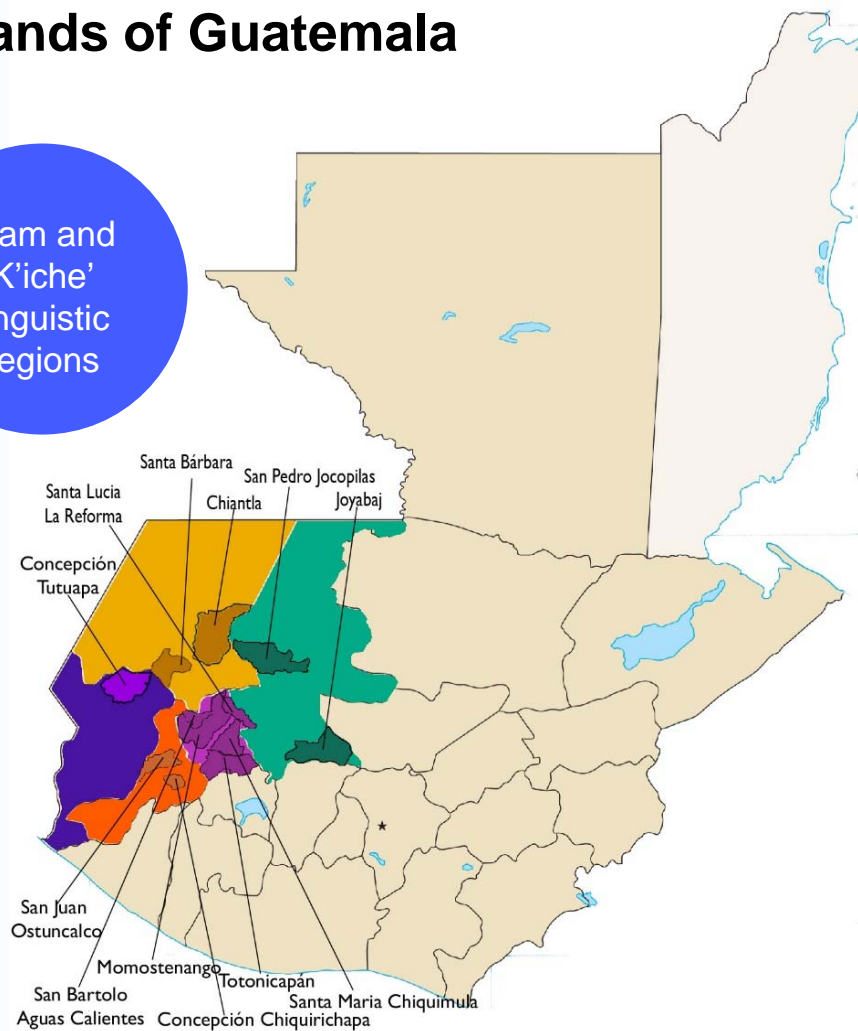 ands of Guatemala
am and
K’iche’
nguistic
egions
Santa Bárbara
San Pedro Jocopilas
Santa Lucia
La Reforma
Chiantla
Joyabaj
Concepción
Tutuapa
San Juan
Ostuncalco
Momostenango
Totonicapán
San Bartolo
Aguas Calientes
Santa Maria Chiquimula
Concepción Chiquirichapa